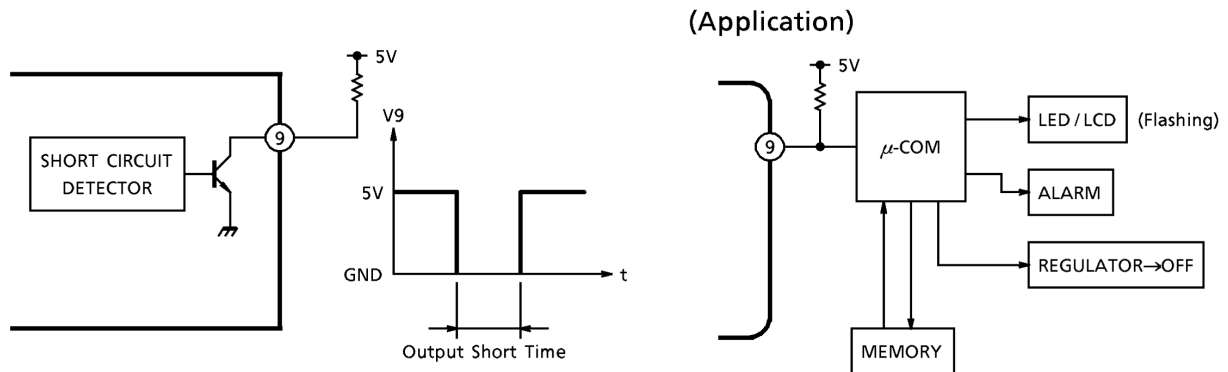 (Application)
5V
9
SHORT CIRCUIT
DETECTOR
V9
5V
GND
t
Output Short Time
5V
9
μ-COM
LED / LCD (Flashing)
ALARM
REGULATOR→OFF
MEMORY